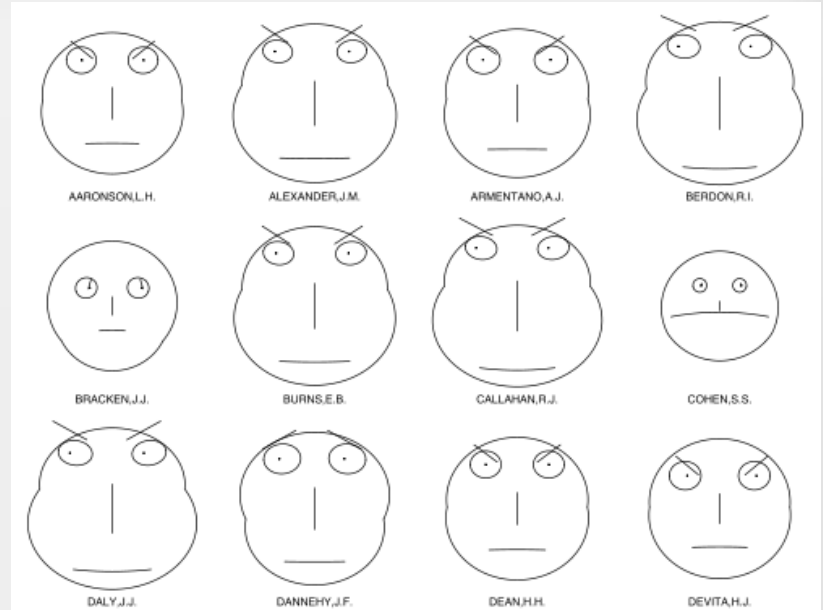 AARONSON,L.H.
ALEXANDER,J.M.
ARMENTANO,A.J.
BERDON,R.I.
BRACKEN,J.J.
BURNS,E.B.
CALLAHAN,R.J.
COHEN,S.S.
DALY,J.J.
DANNEHY,J.F.
DEAN,H.H.
DEVITA,H.J.